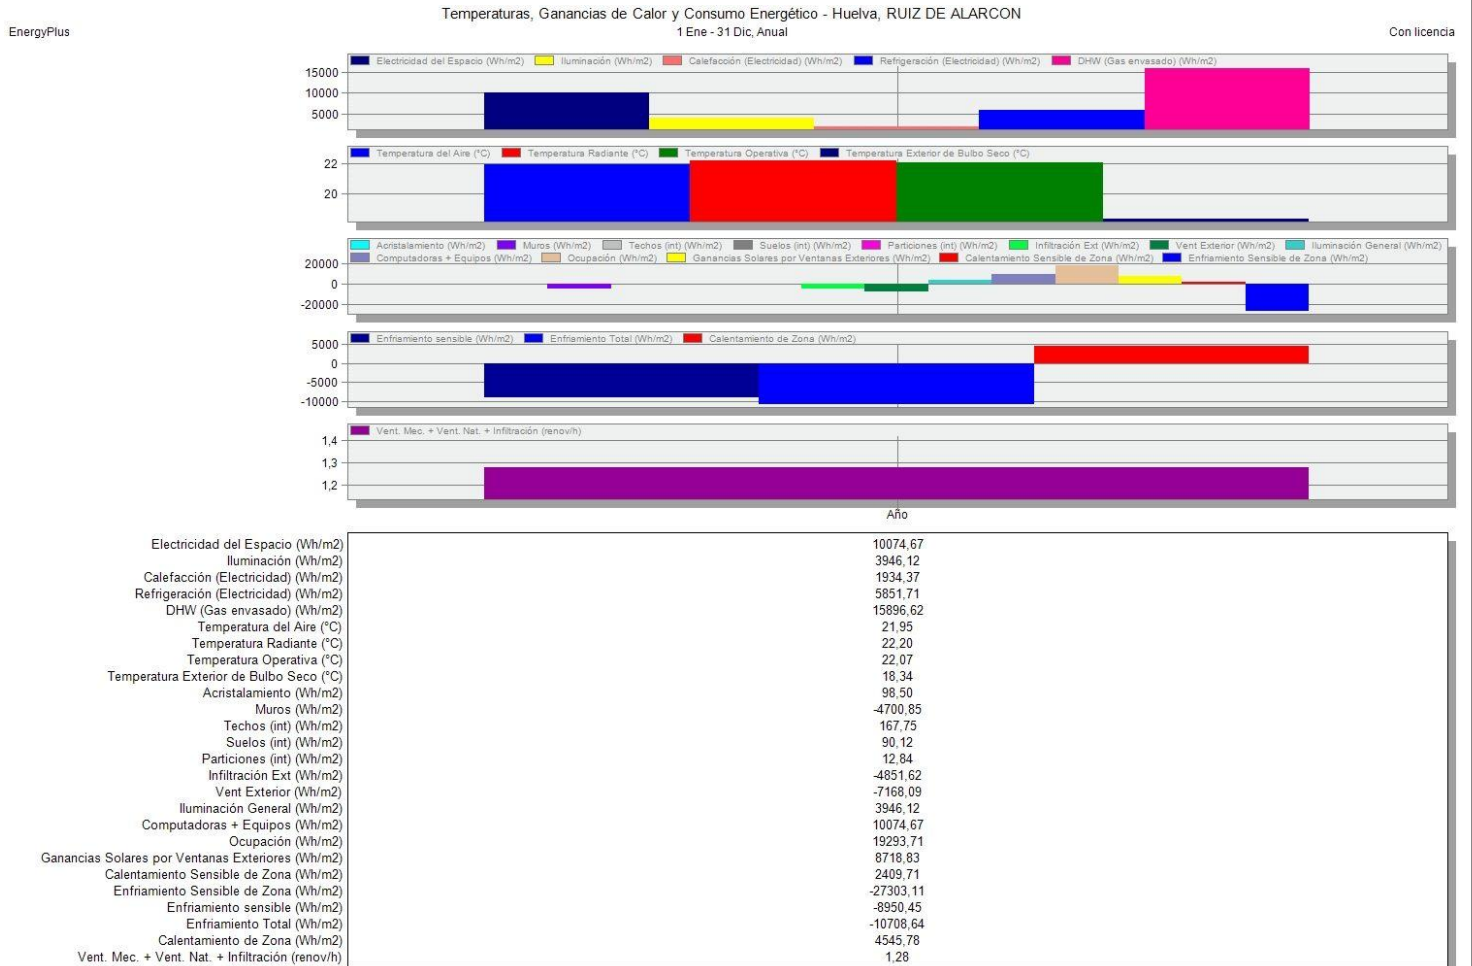 Temperaturas, Ganancias de Calor y Consumo Energético - Huelva, RUIZ DE ALARCON
EnergyPlus 1 Ene - 31 Dic, Anual Con licencia
Electricidad del Espacio (Wh/m2) Iluminación (Wh/m2) Calefacción (Electricidad) (Wh/m2) Refrigeración (Electricidad) (Wh/m2) DHW (Gas envasado) (Wh/m2)
15000
10000
5000
Temperatura del Aire (°C) Temperatura Radiante (°C) Temperatura Operativa (°C) Temperatura Exterior de Bulbo Seco (°C)
22
20
Acristalamiento (Wh/m2) Muros (Wh/m2) Techos (int) (Wh/m2) Suelos (int) (Wh/m2) Particiones (int) (Wh/m2) Infiltración Ext (Wh/m2) Vent Exterior (Wh/m2) Iluminación General (Wh/m2)
Computadoras + Equipos (Wh/m2) Ocupación (Wh/m2) Ganancias Solares por Ventanas Exteriores (Wh/m2) Calentamiento Sensible de Zona (Wh/m2) Enfriamiento Sensible de Zona (Wh/m2)
20000
0
-20000
Enfriamiento sensible (Wh/m2) Enfriamiento Total (Wh/m2) Calentamiento de Zona (Wh/m2)
5000
0
-5000
-10000
Vent. Mec. + Vent. Nat. + Infiltración (renov/h)
1,4
1,3
1,2
Año
Electricidad del Espacio (Wh/m2) 10074,67
Iluminación (Wh/m2) 3946,12
Calefacción (Electricidad) (Wh/m2) 1934,37
Refrigeración (Electricidad) (Wh/m2) 5851,71
DHW (Gas envasado) (Wh/m2) 15896,62
Temperatura del Aire (°C) 21,95
Temperatura Radiante (°C) 22,20
Temperatura Operativa (°C) 22,07
Temperatura Exterior de Bulbo Seco (°C) 18,34
Acristalamiento (Wh/m2) 98,50
Muros (Wh/m2) -4700,85
Techos (int) (Wh/m2) 167,75
Suelos (int) (Wh/m2) 90,12
Particiones (int) (Wh/m2) 12,84
Infiltración Ext (Wh/m2) -4851,62
Vent Exterior (Wh/m2) -7168,09
Iluminación General (Wh/m2) 3946,12
Computadoras + Equipos (Wh/m2) 10074,67
Ocupación (Wh/m2) 19293,71
Ganancias Solares por Ventanas Exteriores (Wh/m2) 8718,83
Calentamiento Sensible de Zona (Wh/m2) 2409,71
Enfriamiento Sensible de Zona (Wh/m2) -27303,11
Enfriamiento sensible (Wh/m2) -8950,45
Enfriamiento Total (Wh/m2) -10708,64
Calentamiento de Zona (Wh/m2) 4545,78
Vent. Mec. + Vent. Nat. + Infiltración (renov/h) 1,28